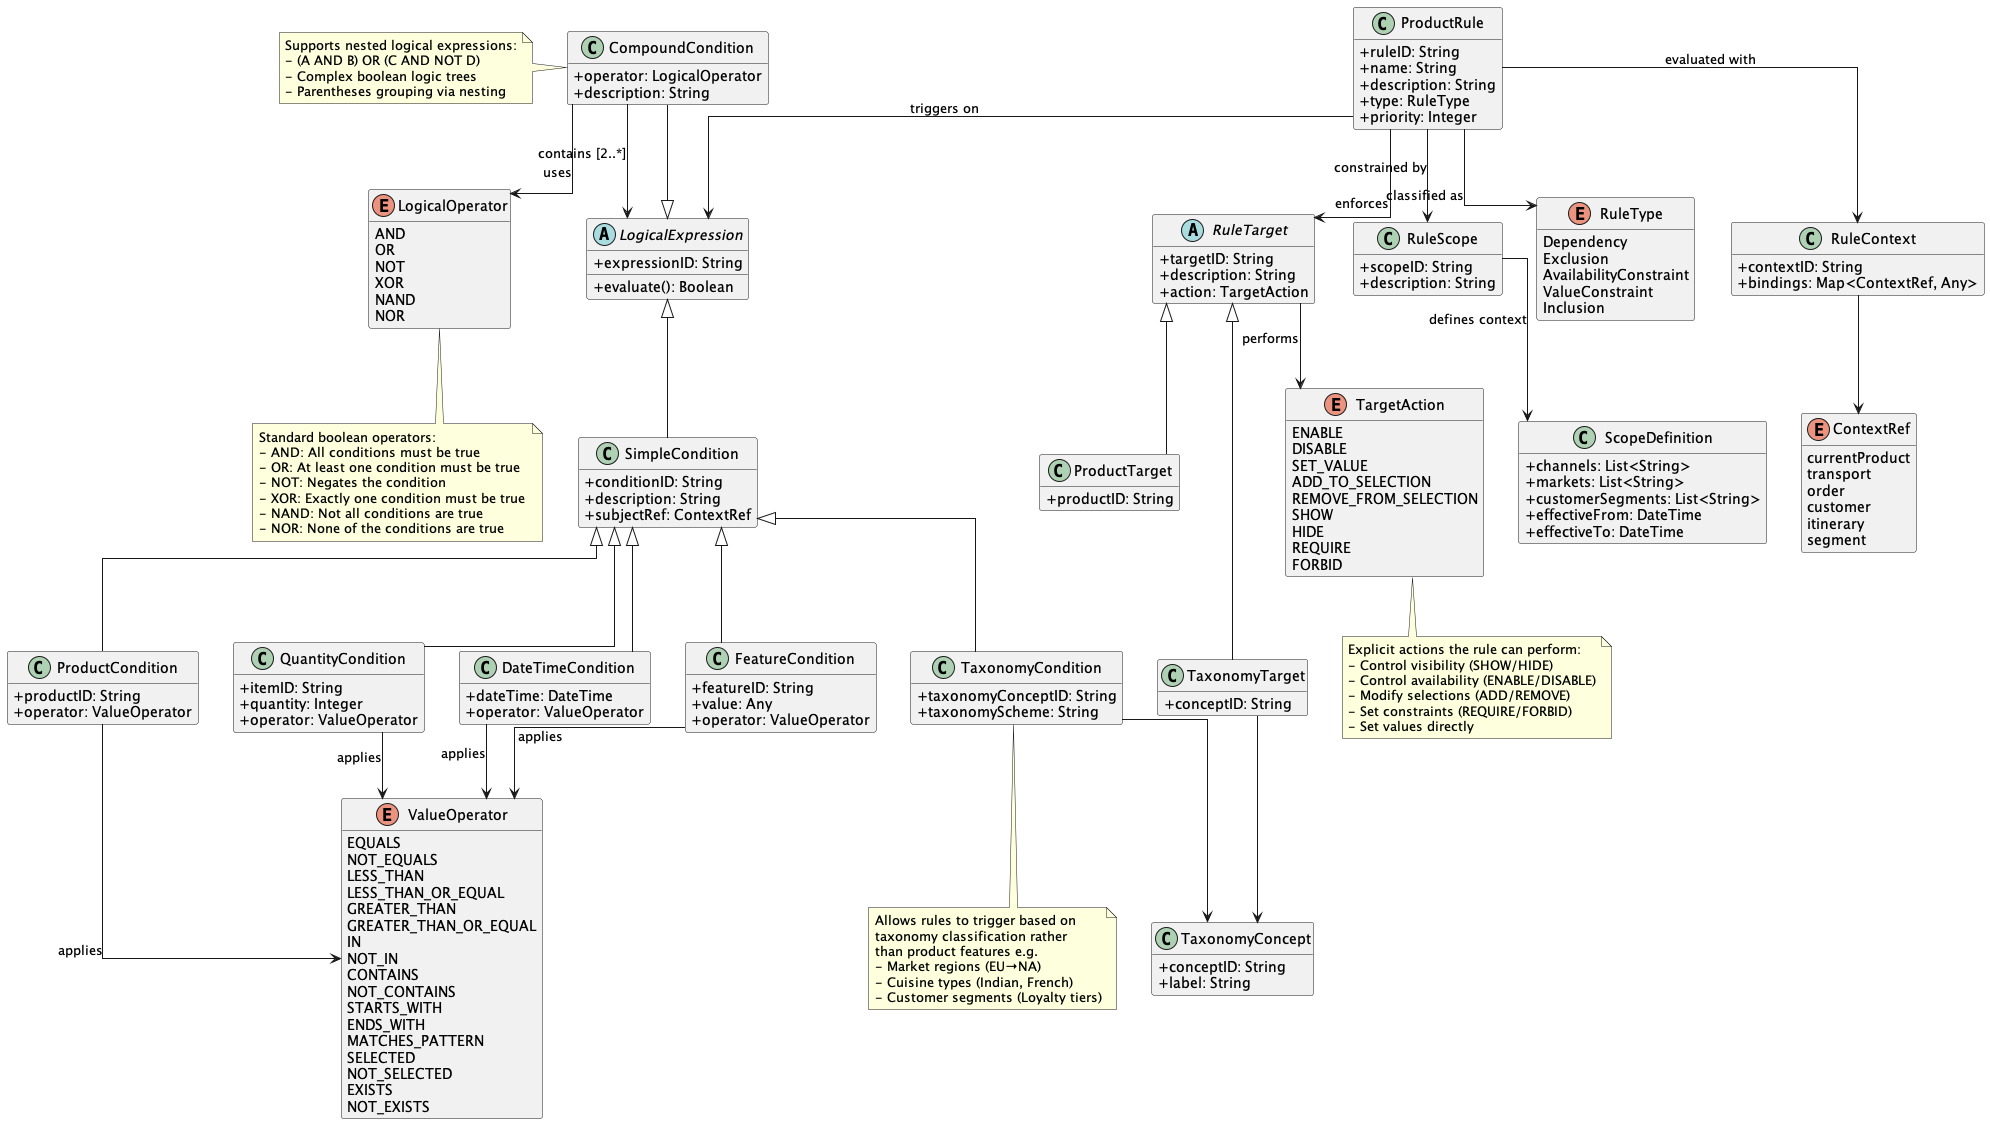 Supports nested logical expressions:
- (A AND B) OR (C AND NOT D)
- Complex boolean logic trees
- Parentheses grouping via nesting
C CompoundCondition
+operator: LogicalOperator
+description: String
C ProductRule
+ruleID: String
+name: String
+description: String
+type: RuleType
+priority: Integer
evaluated with
triggers on
contains [2..*]
uses
constrained by
classified as
enforces
E LogicalOperator
AND
OR
NOT
XOR
NAND
NOR
A LogicalExpression
+expressionID: String
+evaluate(): Boolean
A RuleTarget
+targetID: String
+description: String
+action: TargetAction
C RuleScope
+scopeID: String
+description: String
E RuleType
Dependency
Exclusion
AvailabilityConstraint
ValueConstraint
Inclusion
C RuleContext
+contextID: String
+bindings: Map<ContextRef, Any>
defines context
performs
Standard boolean operators:
- AND: All conditions must be true
- OR: At least one condition must be true
- NOT: Negates the condition
- XOR: Exactly one condition must be true
- NAND: Not all conditions are true
- NOR: None of the conditions are true
C SimpleCondition
+conditionID: String
+description: String
+subjectRef: ContextRef
C ProductTarget
+productID: String
E TargetAction
ENABLE
DISABLE
SET_VALUE
ADD_TO_SELECTION
REMOVE_FROM_SELECTION
SHOW
HIDE
REQUIRE
FORBID
C ScopeDefinition
+channels: List<String>
+markets: List<String>
+customerSegments: List<String>
+effectiveFrom: DateTime
+effectiveTo: DateTime
E ContextRef
currentProduct
transport
order
customer
itinerary
segment
C ProductCondition
+productID: String
+operator: ValueOperator
C QuantityCondition
+itemID: String
+quantity: Integer
+operator: ValueOperator
C DateTimeCondition
+dateTime: DateTime
+operator: ValueOperator
C FeatureCondition
+featureID: String
+value: Any
+operator: ValueOperator
C TaxonomyCondition
+taxonomyConceptID: String
+taxonomyScheme: String
C TaxonomyTarget
+conceptID: String
Explicit actions the rule can perform:
- Control visibility (SHOW/HIDE)
- Control availability (ENABLE/DISABLE)
- Modify selections (ADD/REMOVE)
- Set constraints (REQUIRE/FORBID)
- Set values directly
applies
applies
applies
applies
E ValueOperator
EQUALS
NOT_EQUALS
LESS_THAN
LESS_THAN_OR_EQUAL
GREATER_THAN
GREATER_THAN_OR_EQUAL
IN
NOT_IN
CONTAINS
NOT_CONTAINS
STARTS_WITH
ENDS_WITH
MATCHES_PATTERN
SELECTED
NOT_SELECTED
EXISTS
NOT_EXISTS
Allows rules to trigger based on
taxonomy classification rather
than product features e.g.
- Market regions (EU→NA)
- Cuisine types (Indian, French)
- Customer segments (Loyalty tiers)
C TaxonomyConcept
+conceptID: String
+label: String